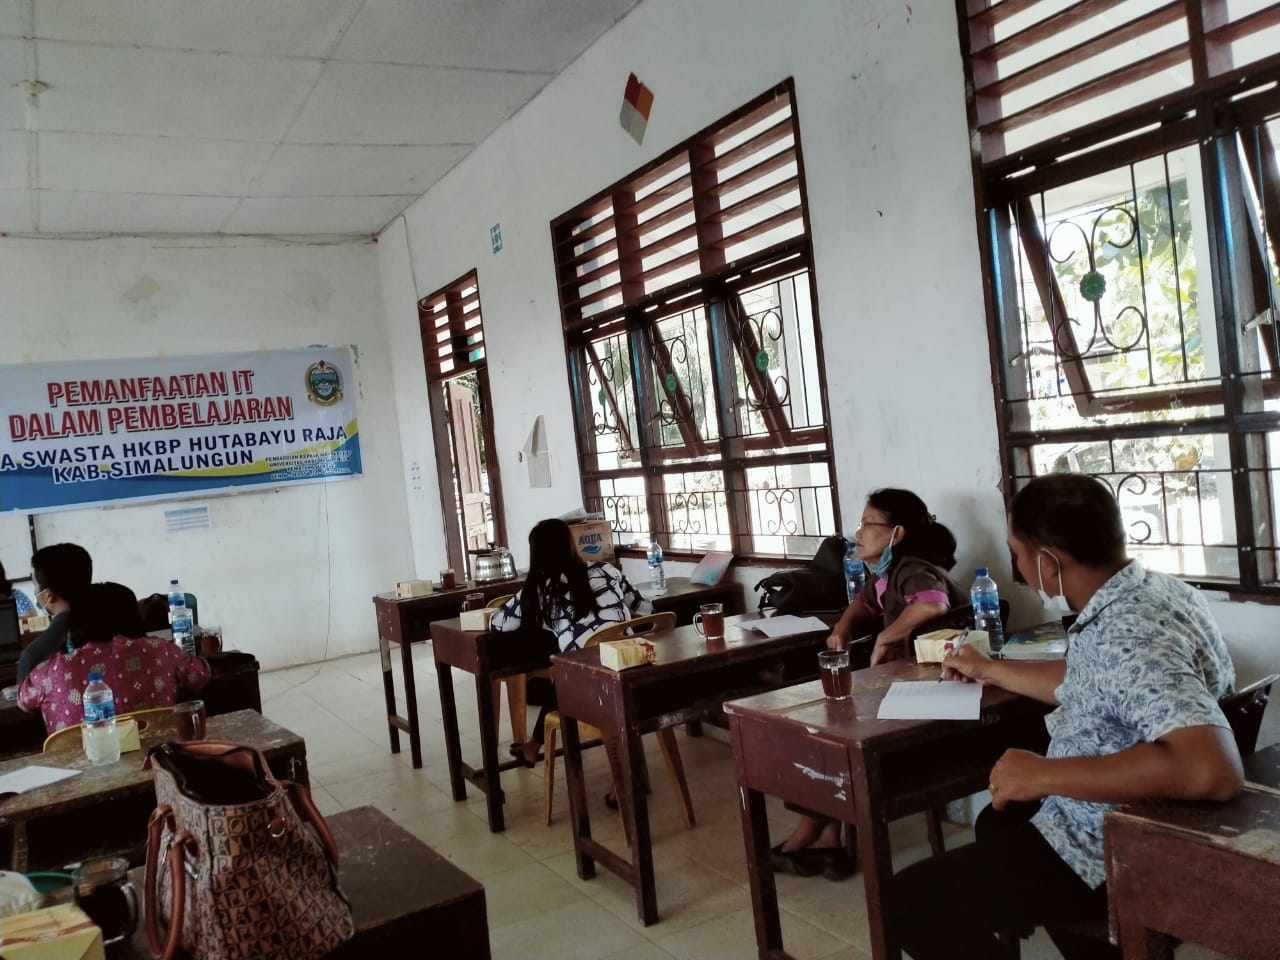 PEMANFAATAN IT
DALAM PEMBELAJARAN
A SWASTA HKBP HUTABAYU RAJA
KAB. SIMALUNGUN
AQUA